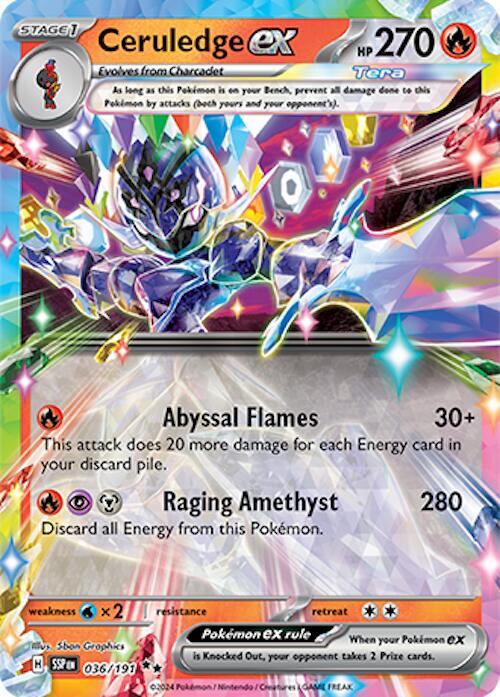 STAGE 1
Ceruledge ex
HP 270
Evolves from Charcadet
Tera
As long as this Pokémon is on your Bench, prevent all damage done to this
Pokémon by attacks (both yours and your opponent's).
Abyssal Flames 30+
This attack does 20 more damage for each Energy card in
your discard pile.
Raging Amethyst 280
Discard all Energy from this Pokémon.
weakness ×2 resistance retreat
Illus. 5ban Graphics
Pokémon ex rule
When your Pokémon ex
is Knocked Out, your opponent takes 2 Prize cards.
H SSP EN 036/191
©2024 Pokémon / Nintendo / Creatures / GAME FREAK